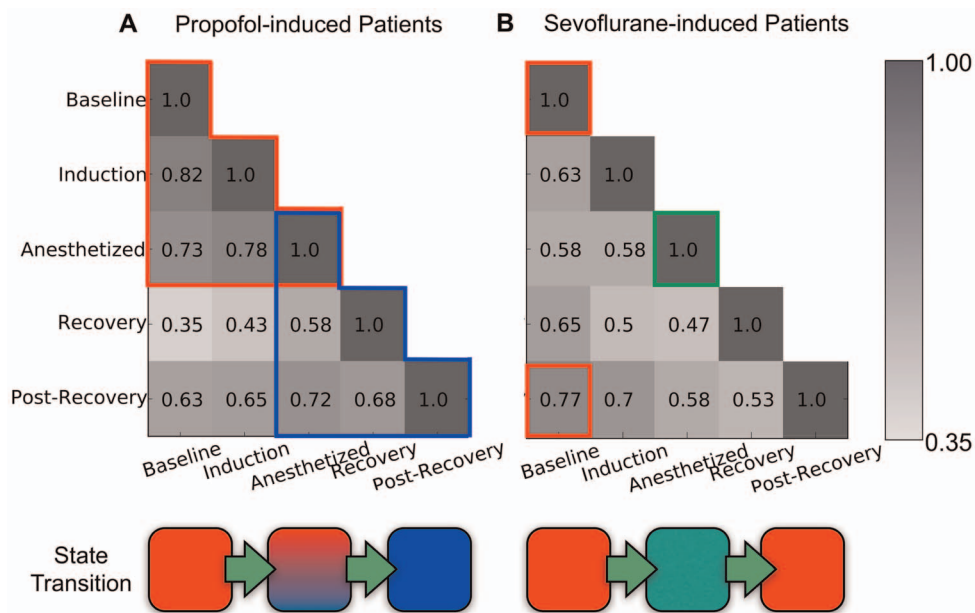 A Propofol-induced Patients
B Sevoflurane-induced Patients
Baseline 1.0
Induction 0.82 1.0
Anesthetized 0.73 0.78 1.0
Recovery 0.35 0.43 0.58 1.0
Post-Recovery 0.63 0.65 0.72 0.68 1.0
Baseline Induction Anesthetized Recovery Post-Recovery
1.0
0.63 1.0
0.58 0.58 1.0
0.65 0.5 0.47 1.0
0.77 0.7 0.58 0.53 1.0
Baseline Induction Anesthetized Recovery Post-Recovery
1.00
0.35
State
Transition